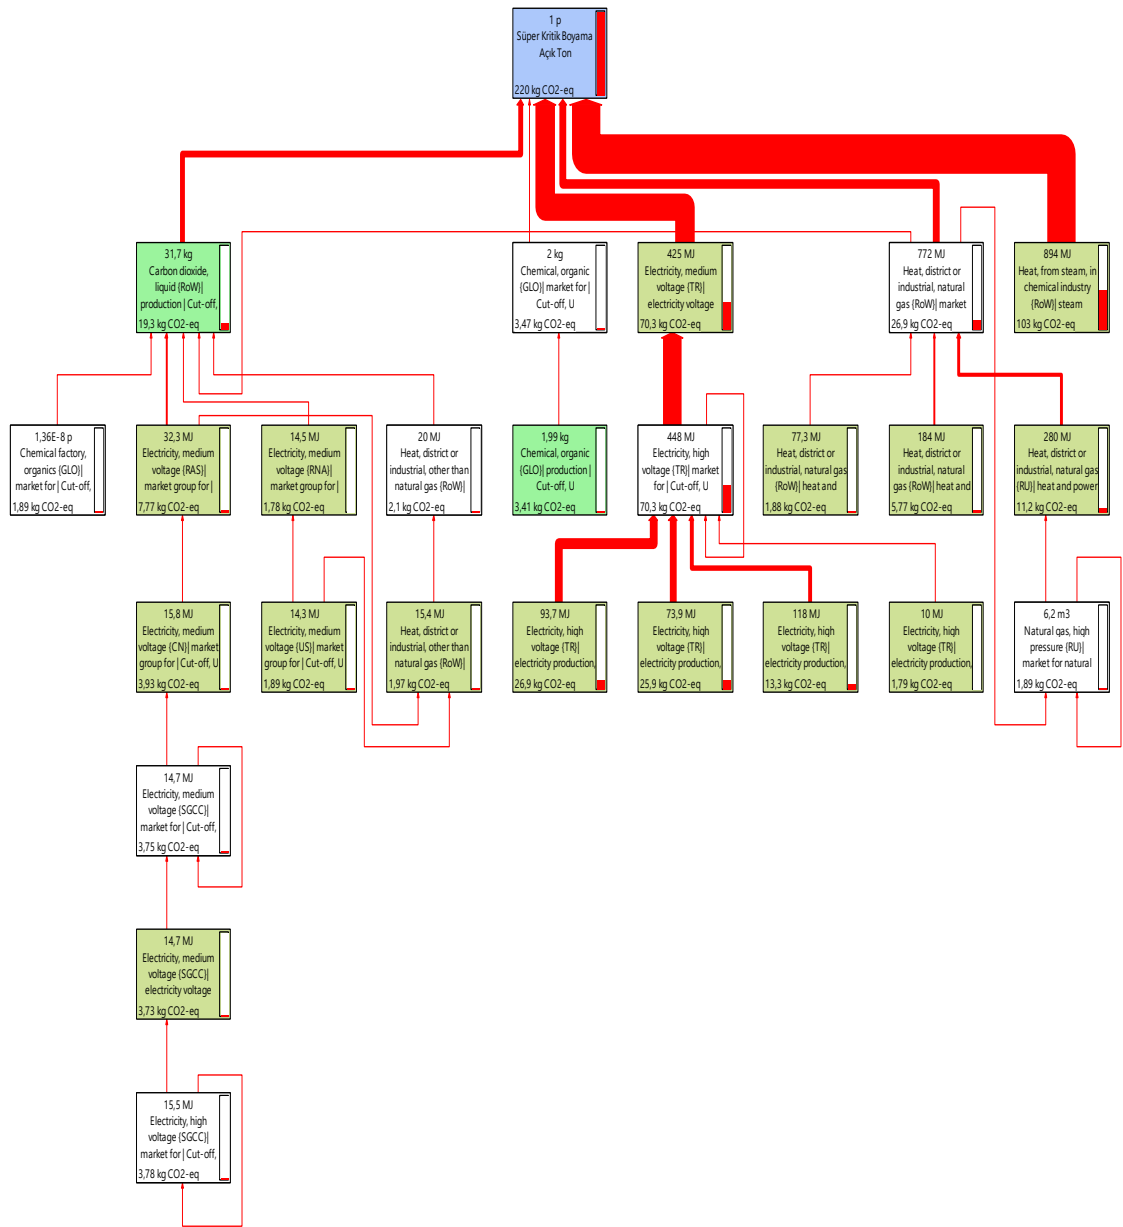 1 p
Süper Kritik Boyama
Açık Ton
220 kg CO2-eq
31,7 kg
Carbon dioxide,
liquid {RoW}|
production | Cut-off,
19,3 kg CO2-eq
2 kg
Chemical, organic
{GLO}| market for |
Cut-off, U
3,47 kg CO2-eq
425 MJ
Electricity, medium
voltage {TR}|
electricity voltage
70,3 kg CO2-eq
772 MJ
Heat, district or
industrial, natural
gas {RoW}| market
26,9 kg CO2-eq
894 MJ
Heat, from steam, in
chemical industry
{RoW}| steam
103 kg CO2-eq
1,36E-8 p
Chemical factory,
organics {GLO}|
market for | Cut-off,
1,89 kg CO2-eq
32,3 MJ
Electricity, medium
voltage {RAS}|
market group for |
7,77 kg CO2-eq
14,5 MJ
Electricity, medium
voltage {RNA}|
market group for |
1,78 kg CO2-eq
20 MJ
Heat, district or
industrial, other than
natural gas {RoW}|
2,1 kg CO2-eq
1,99 kg
Chemical, organic
{GLO}| production |
Cut-off, U
3,41 kg CO2-eq
448 MJ
Electricity, high
voltage {TR}| market
for | Cut-off, U
70,3 kg CO2-eq
77,3 MJ
Heat, district or
industrial, natural gas
{RoW}| heat and
1,88 kg CO2-eq
184 MJ
Heat, district or
industrial, natural
gas {RoW}| heat and
5,77 kg CO2-eq
280 MJ
Heat, district or
industrial, natural gas
{RU}| heat and power
11,2 kg CO2-eq
15,8 MJ
Electricity, medium
voltage {CN}| market
group for | Cut-off, U
3,93 kg CO2-eq
14,3 MJ
Electricity, medium
voltage {US}| market
group for | Cut-off, U
1,89 kg CO2-eq
15,4 MJ
Heat, district or
industrial, other than
natural gas {RoW}|
1,97 kg CO2-eq
93,7 MJ
Electricity, high
voltage {TR}|
electricity production,
26,9 kg CO2-eq
73,9 MJ
Electricity, high
voltage {TR}|
electricity production,
25,9 kg CO2-eq
118 MJ
Electricity, high
voltage {TR}|
electricity production,
13,3 kg CO2-eq
10 MJ
Electricity, high
voltage {TR}|
electricity production,
1,79 kg CO2-eq
6,2 m3
Natural gas, high
pressure {RU}|
market for natural
1,89 kg CO2-eq
14,7 MJ
Electricity, medium
voltage {SGCC}|
market for | Cut-off,
3,75 kg CO2-eq
14,7 MJ
Electricity, medium
voltage {SGCC}|
electricity voltage
3,73 kg CO2-eq
15,5 MJ
Electricity, high
voltage {SGCC}|
market for | Cut-off,
3,78 kg CO2-eq